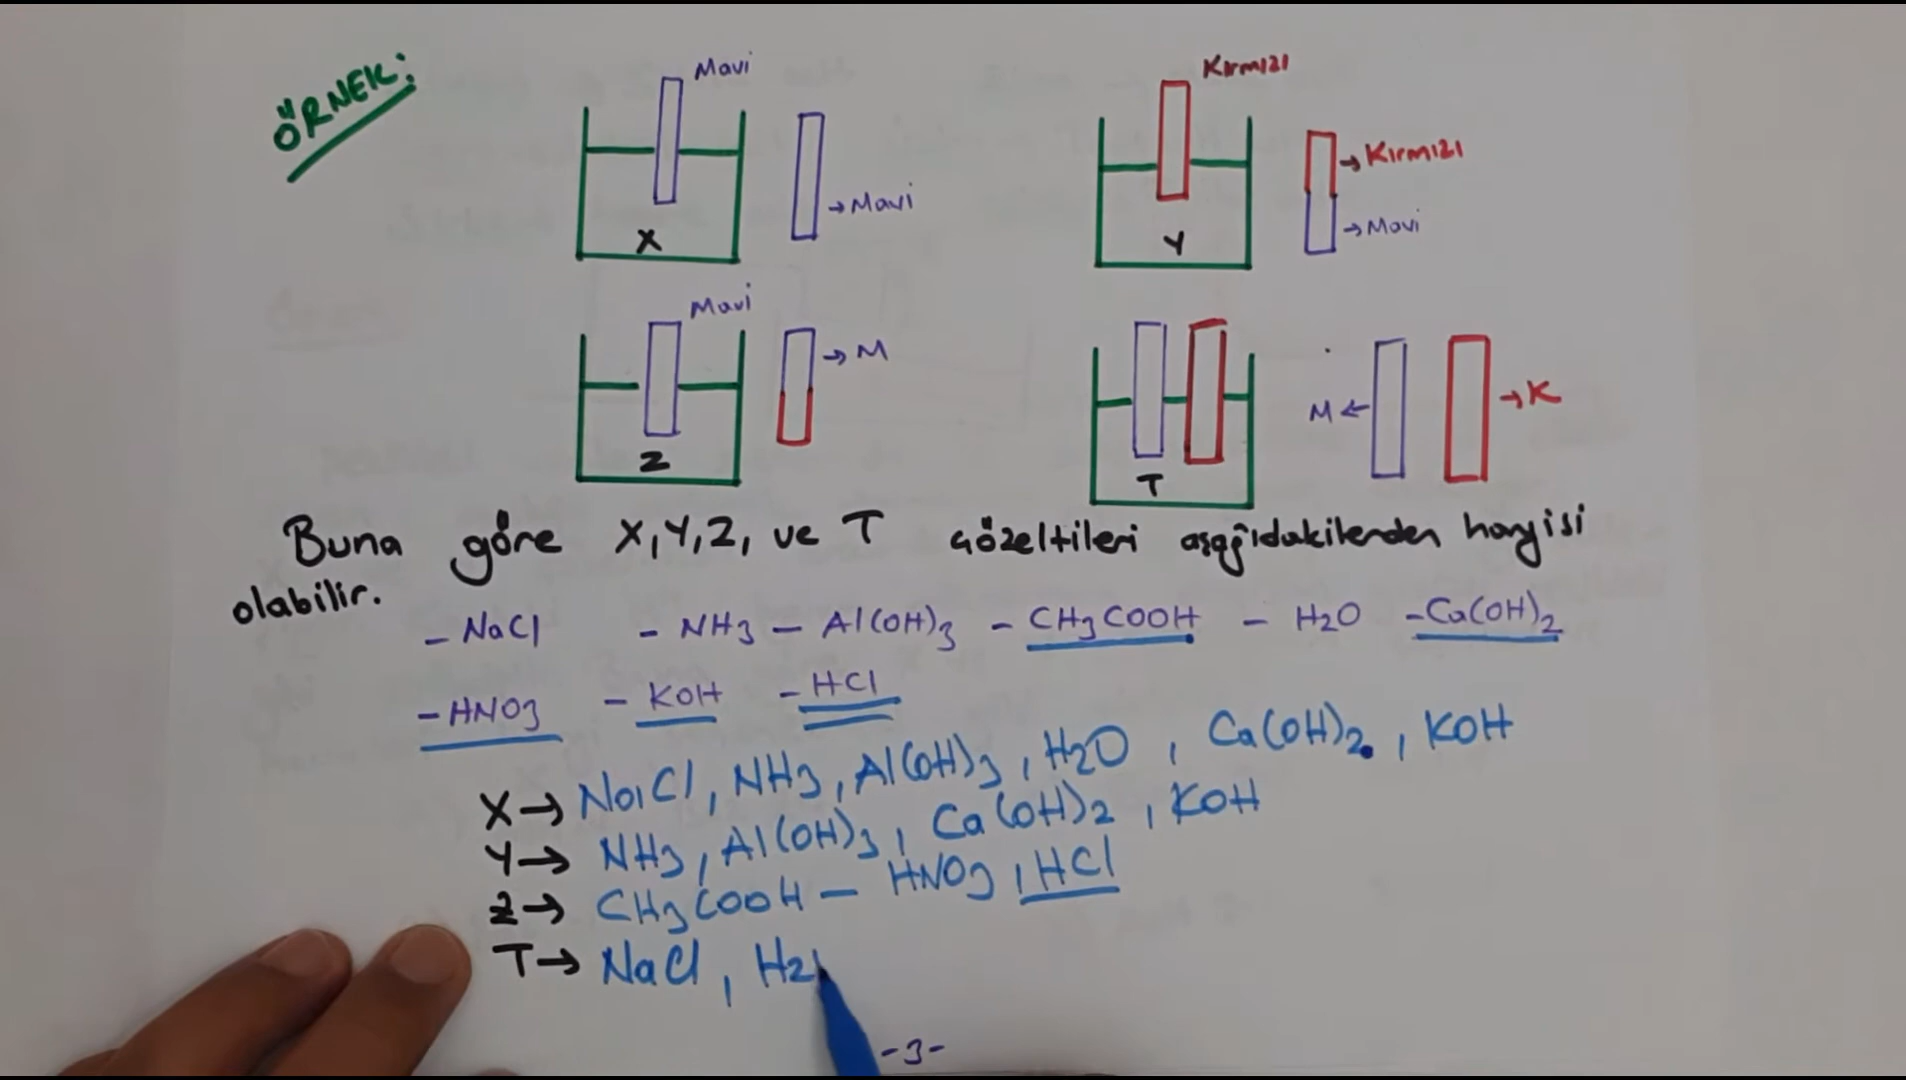 ÖRNEK:
Mavi
→Mavi
X
Kırmızı
→Kırmızı
→Mavi
Y
Mavi
→M
Z
M←
→K
T
Buna göre X,Y,Z, ve T çözeltileri aşağıdakilerden hangisi
olabilir.
- NaCl - NH3 - Al(OH)3 - CH3COOH - H2O - Ca(OH)2
- HNO3 - KOH - HCl
X→ NaCl, NH3, Al(OH)3, H2O, Ca(OH)2, KOH
Y→ NH3, Al(OH)3, Ca(OH)2, KOH
Z→ CH3COOH - HNO3, HCl
T→ NaCl, H2
-3-